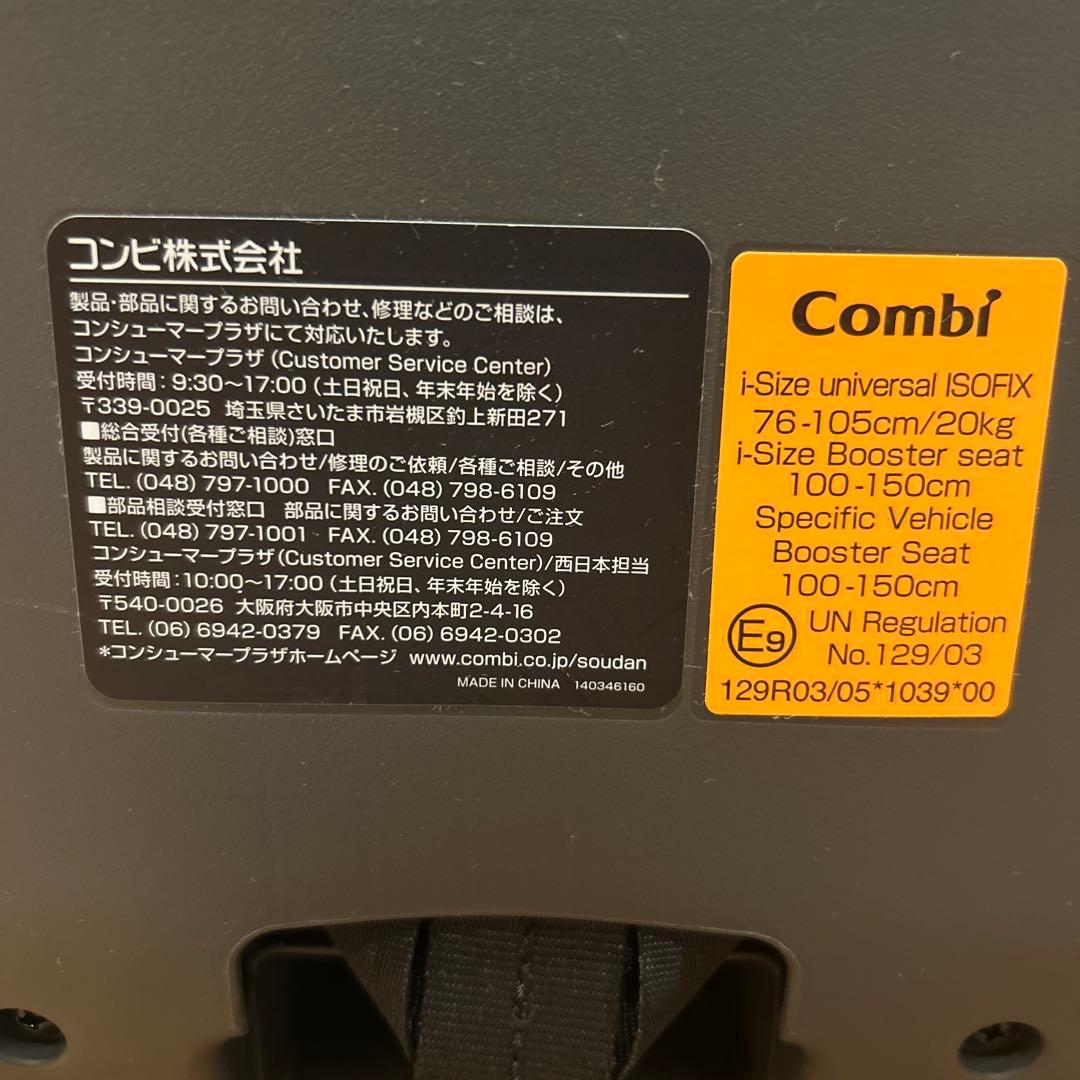 コンビ株式会社
製品・部品に関するお問い合わせ、修理などのご相談は、
コンシューマープラザにて対応いたします。
コンシューマープラザ（Customer Service Center）
受付時間：9:30～17:00（土日祝日、年末年始を除く）
〒339-0025 埼玉県さいたま市岩槻区釣上新田271
■総合受付(各種ご相談)窓口
製品に関するお問い合わせ/修理のご依頼/各種ご相談/その他
TEL.(048) 797-1000 FAX.(048) 798-6109
■部品相談受付窓口 部品に関するお問い合わせ/ご注文
TEL.(048) 797-1001 FAX.(048) 798-6109
コンシューマープラザ(Customer Service Center)/西日本担当
受付時間：10:00～17:00（土日祝日、年末年始を除く）
〒540-0026 大阪府大阪市中央区内本町2-4-16
TEL.(06) 6942-0379 FAX.(06) 6942-0302
*コンシューマープラザホームページ www.combi.co.jp/soudan
MADE IN CHINA 140346160
Combi
i-Size universal ISOFIX
76-105cm/20kg
i-Size Booster seat
100-150cm
Specific Vehicle
Booster Seat
100-150cm
E9 UN Regulation
No.129/03
129R03/05*1039*00